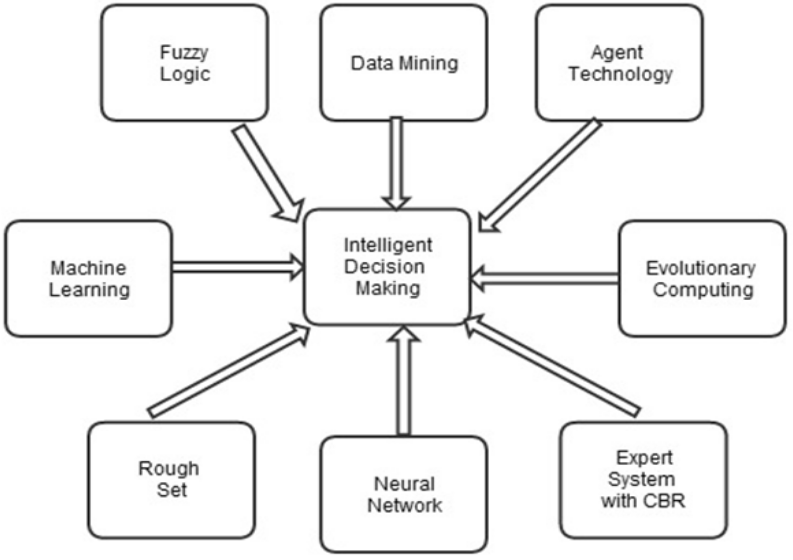 Fuzzy
Logic
Data Mining
Agent
Technology
Machine
Learning
Intelligent
Decision
Making
Evolutionary
Computing
Rough
Set
Neural
Network
Expert
System
with CBR